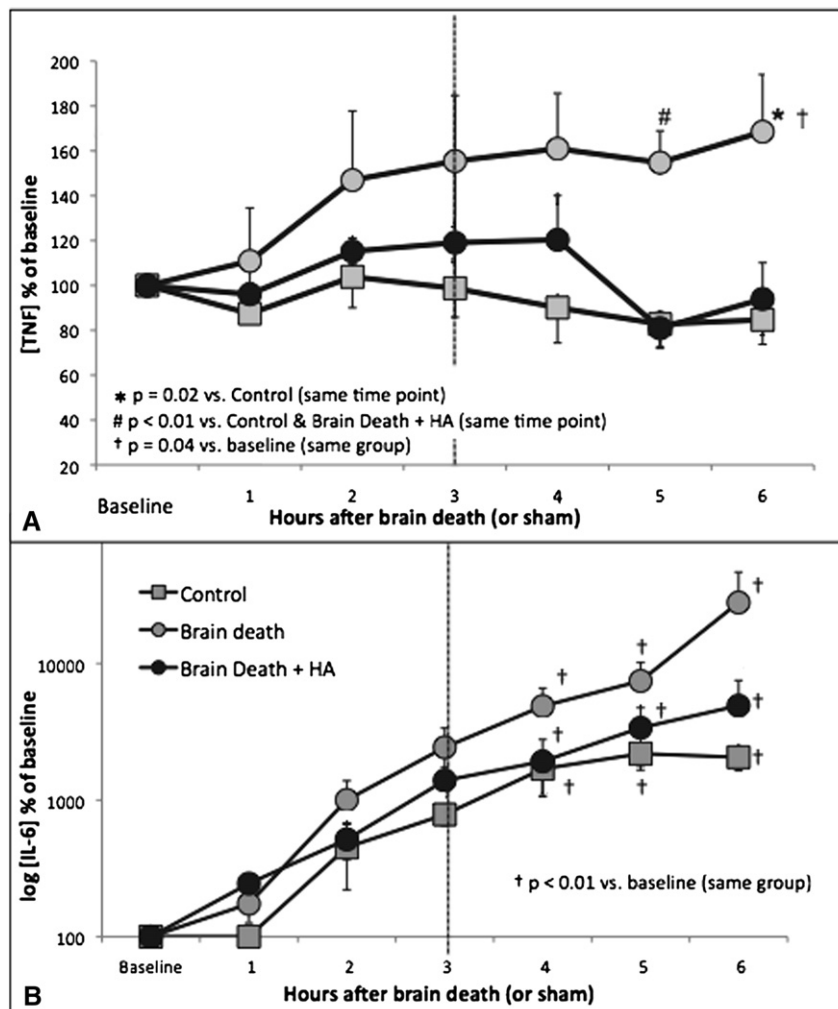 200
180
160
140
120
100
80
60
40
20
[TNF] % of baseline
#
* †
* p = 0.02 vs. Control (same time point)
# p < 0.01 vs. Control & Brain Death + HA (same time point)
† p = 0.04 vs. baseline (same group)
Baseline 1 2 3 4 5 6
Hours after brain death (or sham)
A
Control
Brain death
Brain Death + HA
10000
1000
100
log [IL-6] % of baseline
† † †
† † †
† † †
† p < 0.01 vs. baseline (same group)
Baseline 1 2 3 4 5 6
Hours after brain death (or sham)
B